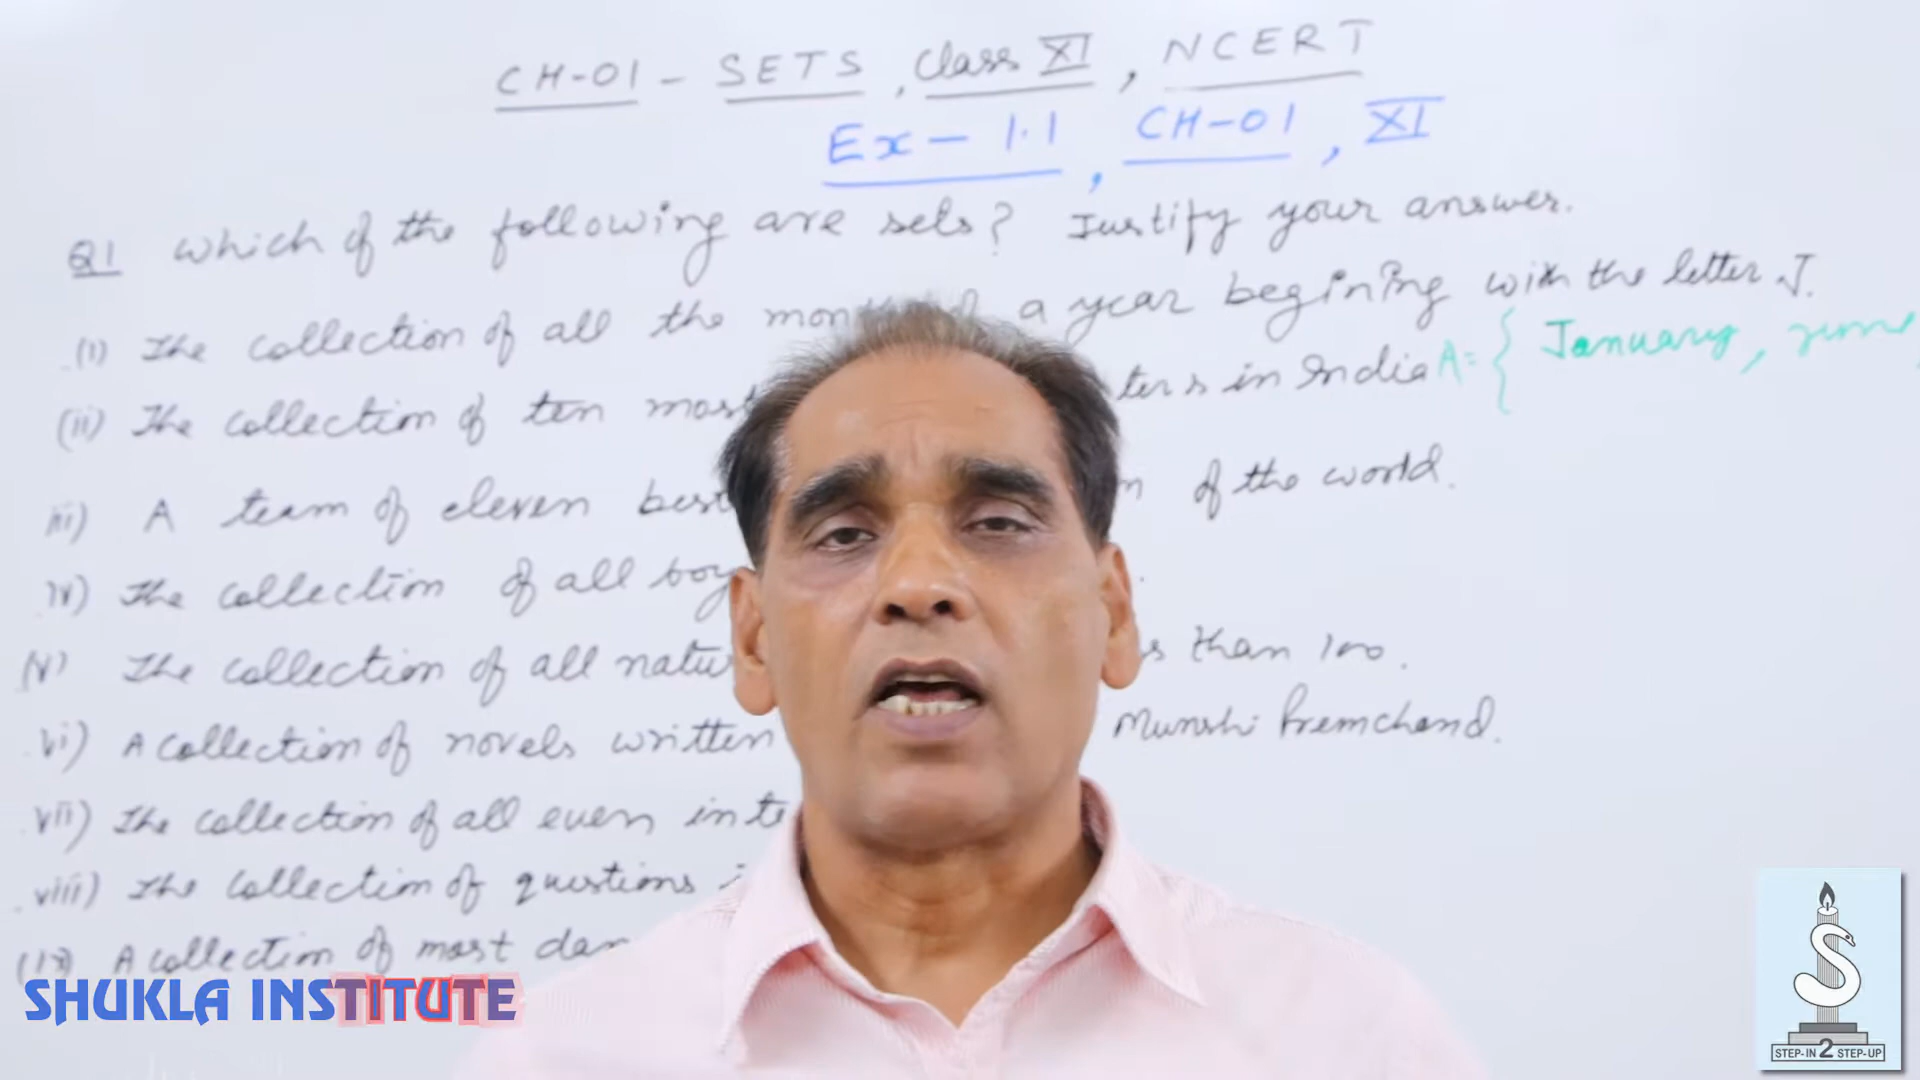 CH-01 - SETS, Class XI, NCERT
Ex - 1.1, CH-01, XI
Q1 Which of the following are sets? Justify your answer.
(i) The collection of all the mon a year begining with the letter J.
A = { January, June,
(ii) The collection of ten most ters in India
iii) A team of eleven best of the world.
iv) The collection of all boy
(v) The collection of all natu s than 100.
vi) A collection of novels written Munshi Premchand.
vii) The collection of all even inte
viii) The collection of questions
(ix) A collection of most dan
SHUKLA INSTITUTE
S
STEP-IN 2 STEP-UP